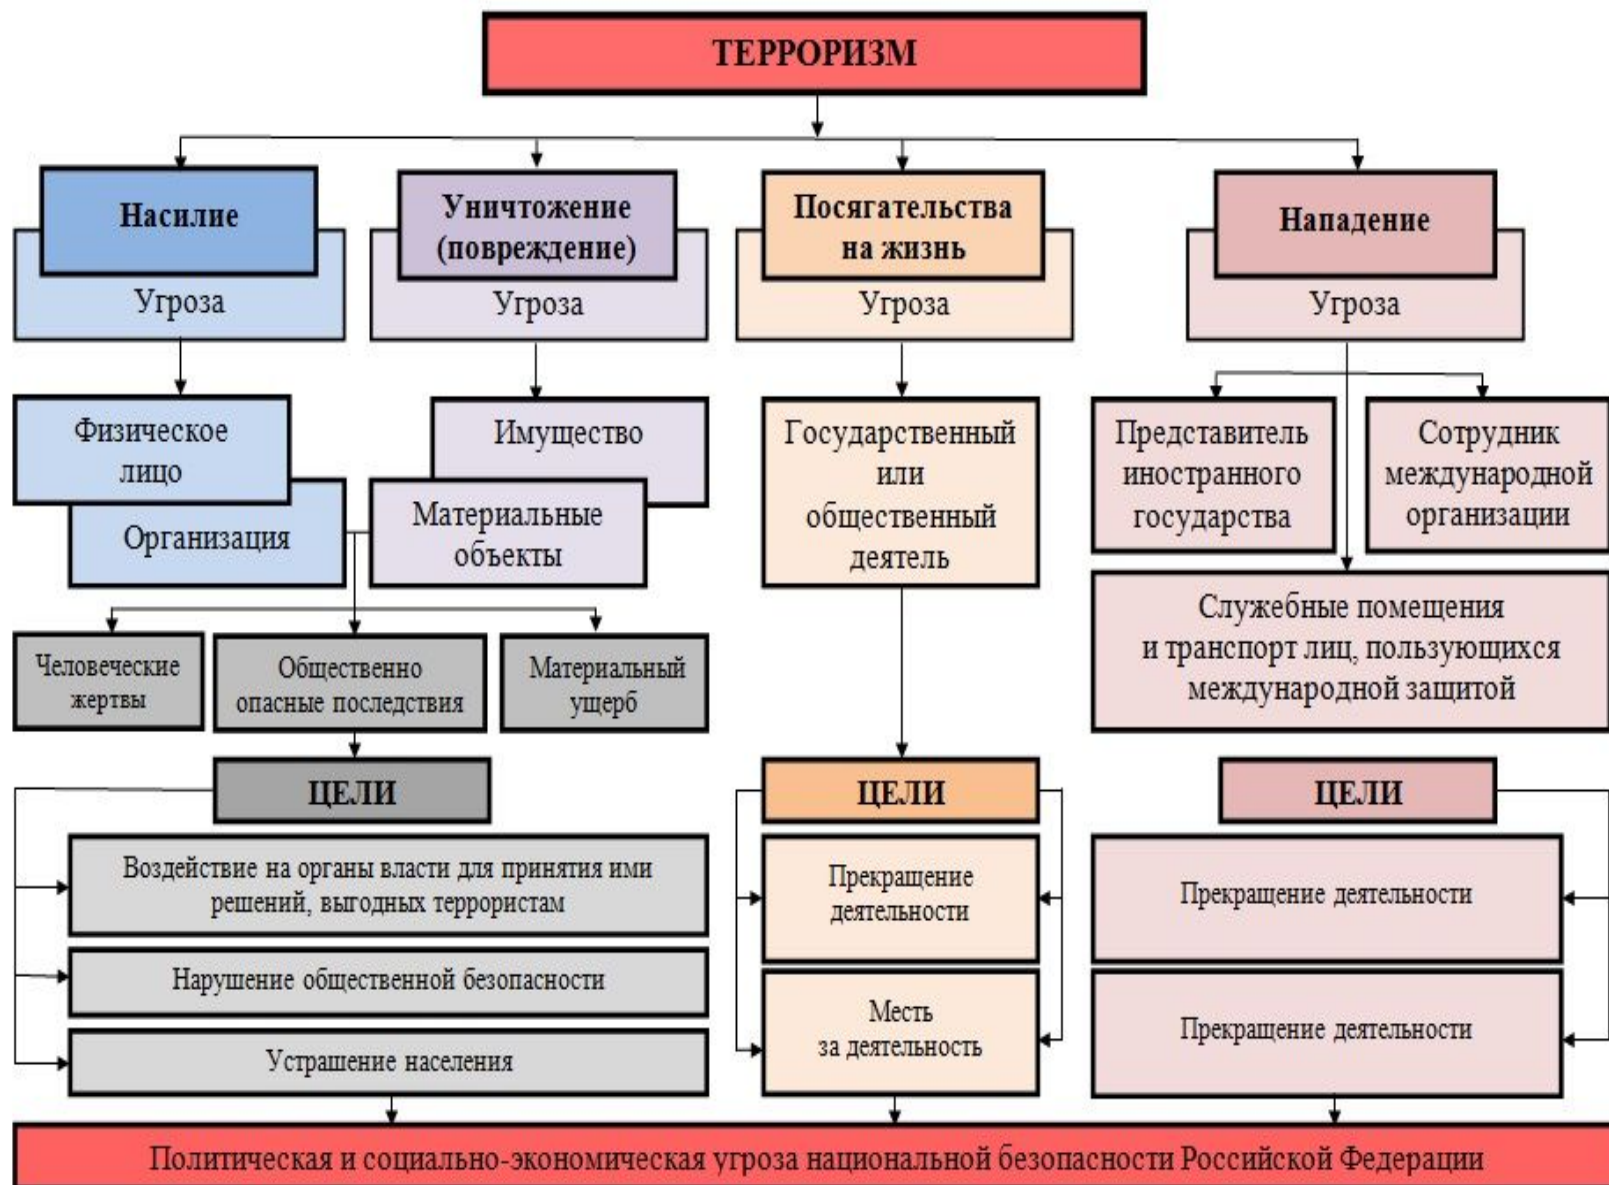 ТЕРРОРИЗМ
Насилие
Угроза
Уничтожение
(повреждение)
Угроза
Посягательства
на жизнь
Угроза
Нападение
Угроза
Физическое
лицо
Организация
Имущество
Материальные
объекты
Государственный
или
общественный
деятель
Представитель
иностранного
государства
Сотрудник
международной
организации
Служебные помещения
и транспорт лиц, пользующихся
международной защитой
Человеческие
жертвы
Общественно
опасные последствия
Материальный
ущерб
ЦЕЛИ
Воздействие на органы власти для принятия ими
решений, выгодных террористам
Нарушение общественной безопасности
Устрашение населения
ЦЕЛИ
Прекращение
деятельности
Месть
за деятельность
ЦЕЛИ
Прекращение деятельности
Прекращение деятельности
Политическая и социально-экономическая угроза национальной безопасности Российской Федерации